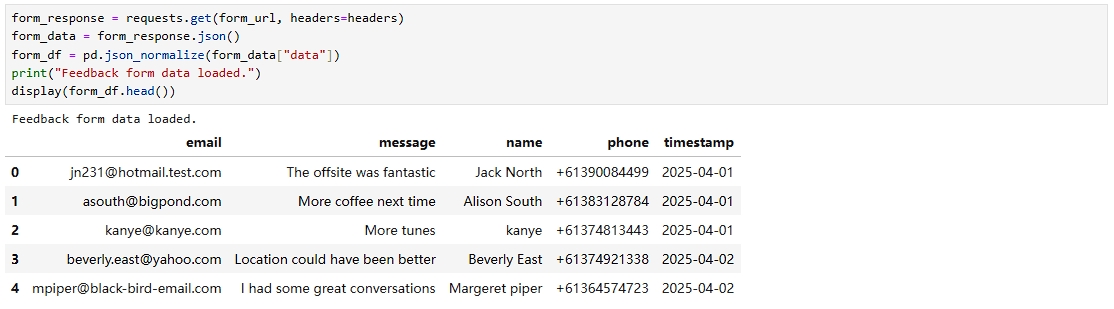 form_response = requests.get(form_url, headers=headers)
form_data = form_response.json()
form_df = pd.json_normalize(form_data["data"])
print("Feedback form data loaded.")
display(form_df.head())
Feedback form data loaded.
email message name phone timestamp
0 jn231@hotmail.test.com The offsite was fantastic Jack North +61390084499 2025-04-01
1 asouth@bigpond.com More coffee next time Alison South +61383128784 2025-04-01
2 kanye@kanye.com More tunes kanye +61374813443 2025-04-01
3 beverly.east@yahoo.com Location could have been better Beverly East +61374921338 2025-04-02
4 mpiper@black-bird-email.com I had some great conversations Margeret piper +61364574723 2025-04-02